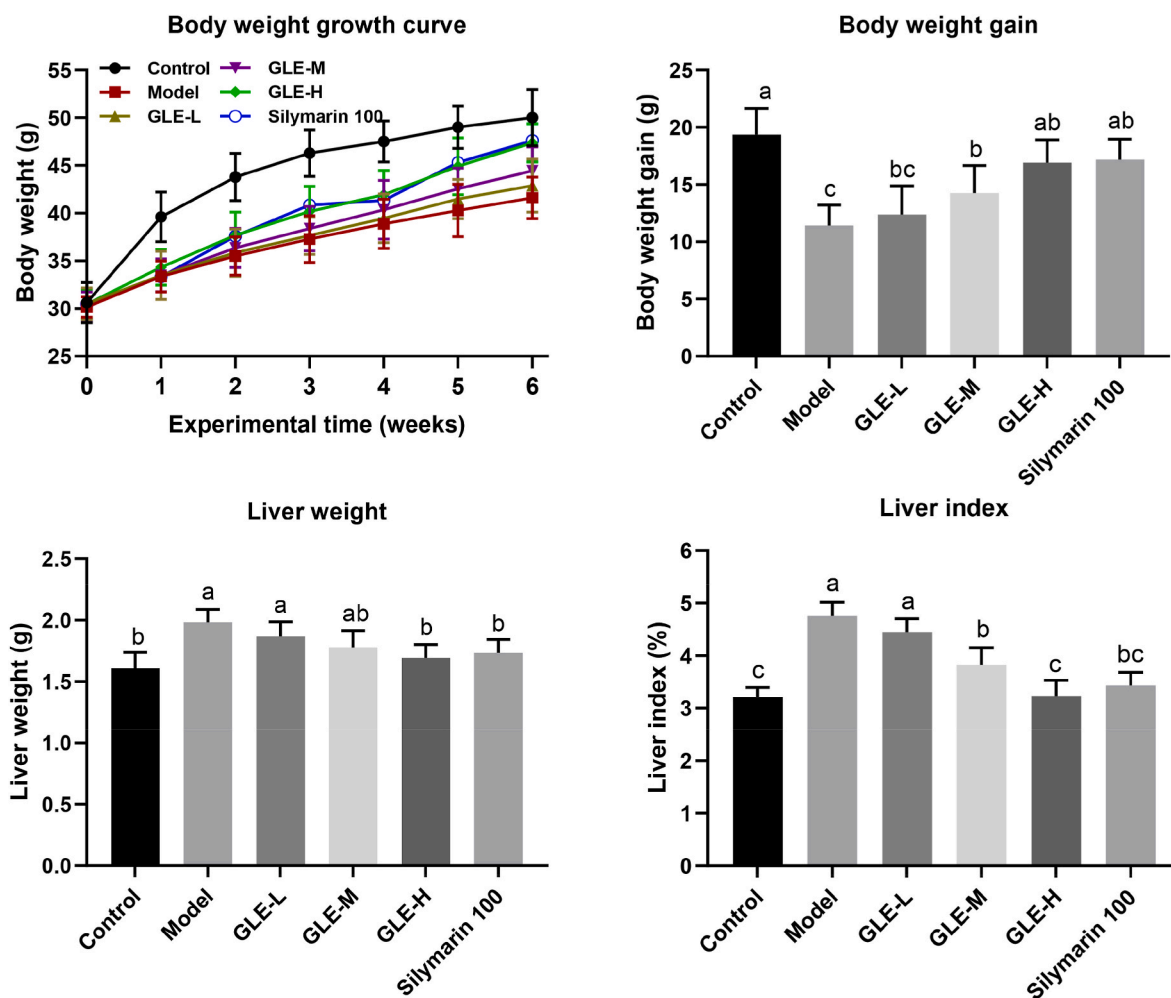 Body weight growth curve
Control
Model
GLE-L
GLE-M
GLE-H
Silymarin 100
Body weight (g)
55
50
45
40
35
30
25
0 1 2 3 4 5 6
Experimental time (weeks)
Body weight gain
Body weight gain (g)
25
20
15
10
5
0
a c bc b ab ab
Control Model GLE-L GLE-M GLE-H Silymarin 100
Liver weight
Liver weight (g)
2.5
2.0
1.5
1.0
0.5
0.0
b a a ab b b
Control Model GLE-L GLE-M GLE-H Silymarin 100
Liver index
Liver index (%)
6
5
4
3
2
1
0
c a a b c bc
Control Model GLE-L GLE-M GLE-H Silymarin 100